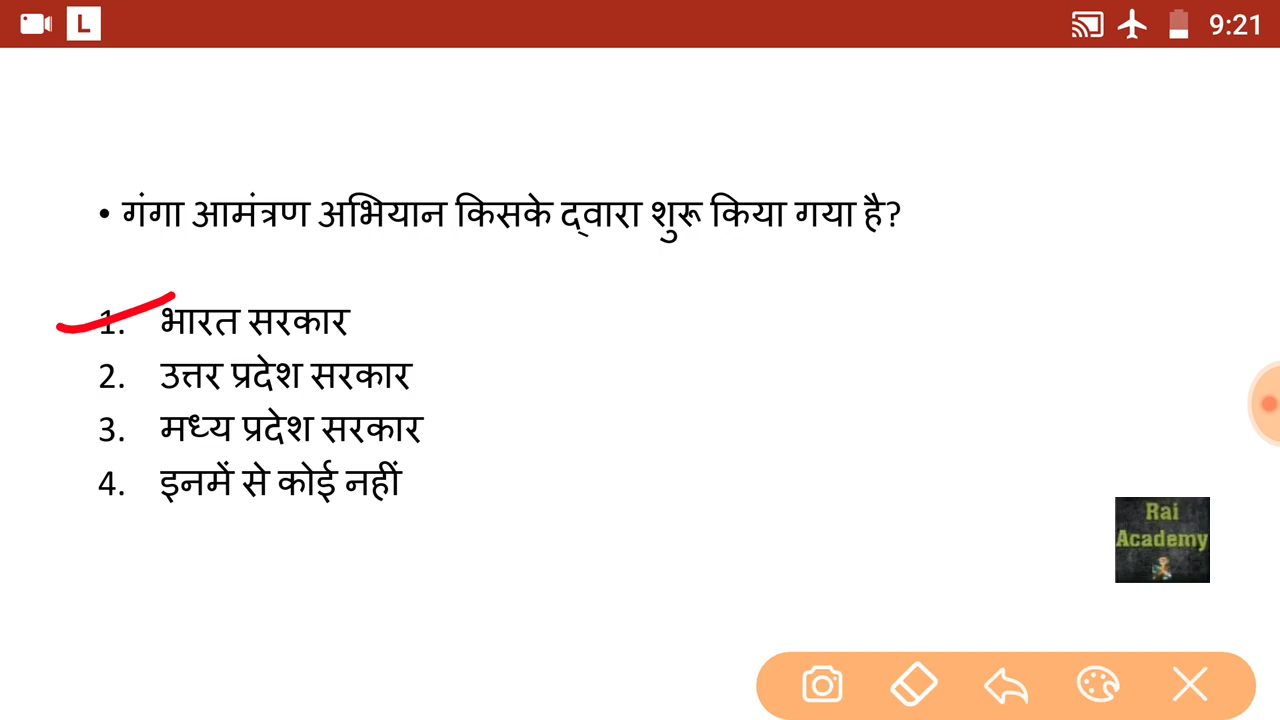 L 9:21
• गंगा आमंत्रण अभियान किसके द्वारा शुरू किया गया है?
1. भारत सरकार
2. उत्तर प्रदेश सरकार
3. मध्य प्रदेश सरकार
4. इनमें से कोई नहीं
Rai
Academy